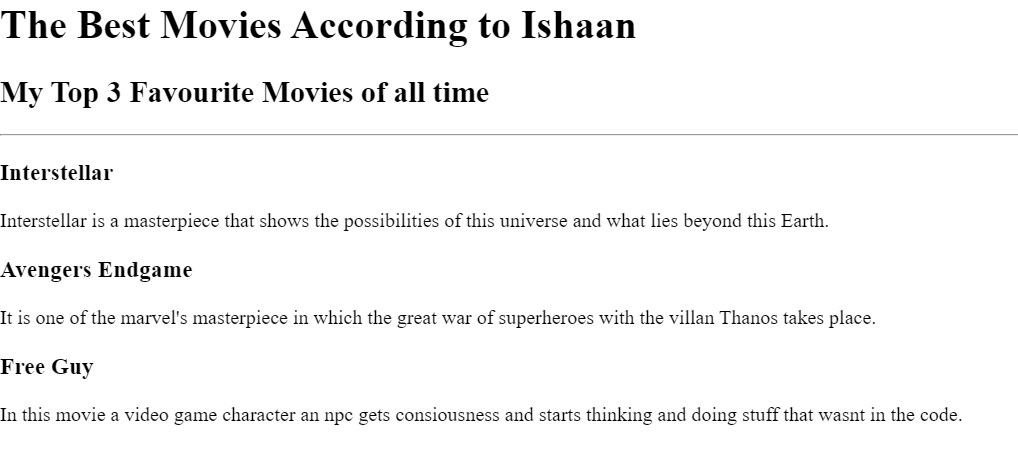 The Best Movies According to Ishaan
My Top 3 Favourite Movies of all time
Interstellar
Interstellar is a masterpiece that shows the possibilities of this universe and what lies beyond this Earth.
Avengers Endgame
It is one of the marvel's masterpiece in which the great war of superheroes with the villan Thanos takes place.
Free Guy
In this movie a video game character an npc gets consiousness and starts thinking and doing stuff that wasnt in the code.